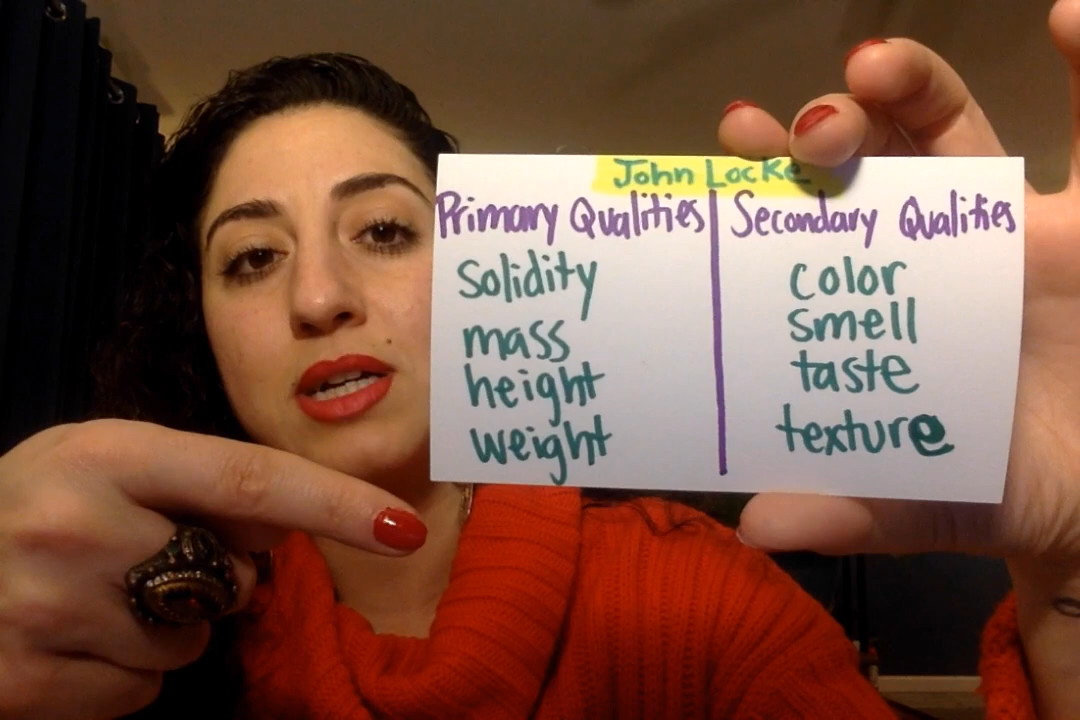 John Locke
Primary Qualities Secondary Qualities
Solidity color
mass smell
height taste
weight texture